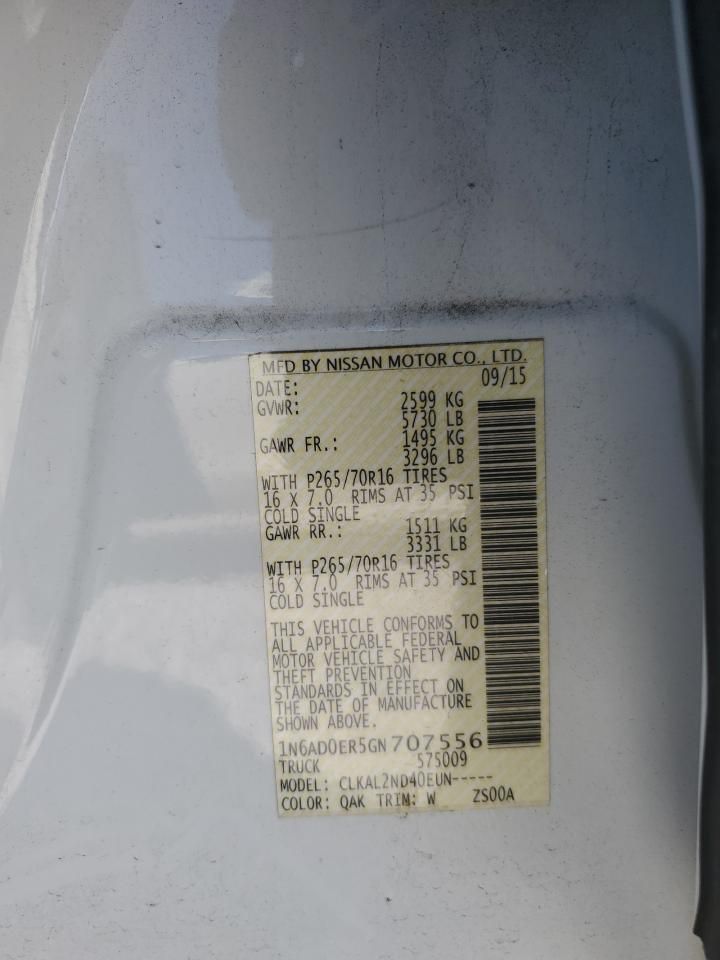 MFD BY NISSAN MOTOR CO., LTD.
DATE: 09/15
GVWR: 2599 KG
5730 LB
GAWR FR.: 1495 KG
3296 LB
WITH P265/70R16 TIRES
16 X 7.0 RIMS AT 35 PSI
COLD SINGLE
GAWR RR.: 1511 KG
3331 LB
WITH P265/70R16 TIRES
16 X 7.0 RIMS AT 35 PSI
COLD SINGLE
THIS VEHICLE CONFORMS TO
ALL APPLICABLE FEDERAL
MOTOR VEHICLE SAFETY AND
THEFT PREVENTION
STANDARDS IN EFFECT ON
THE DATE OF MANUFACTURE
SHOWN ABOVE.
1N6AD0ER5GN707556
TRUCK 575009
MODEL: CLKAL2ND40EUN-----
COLOR: QAK TRIM: W ZS00A